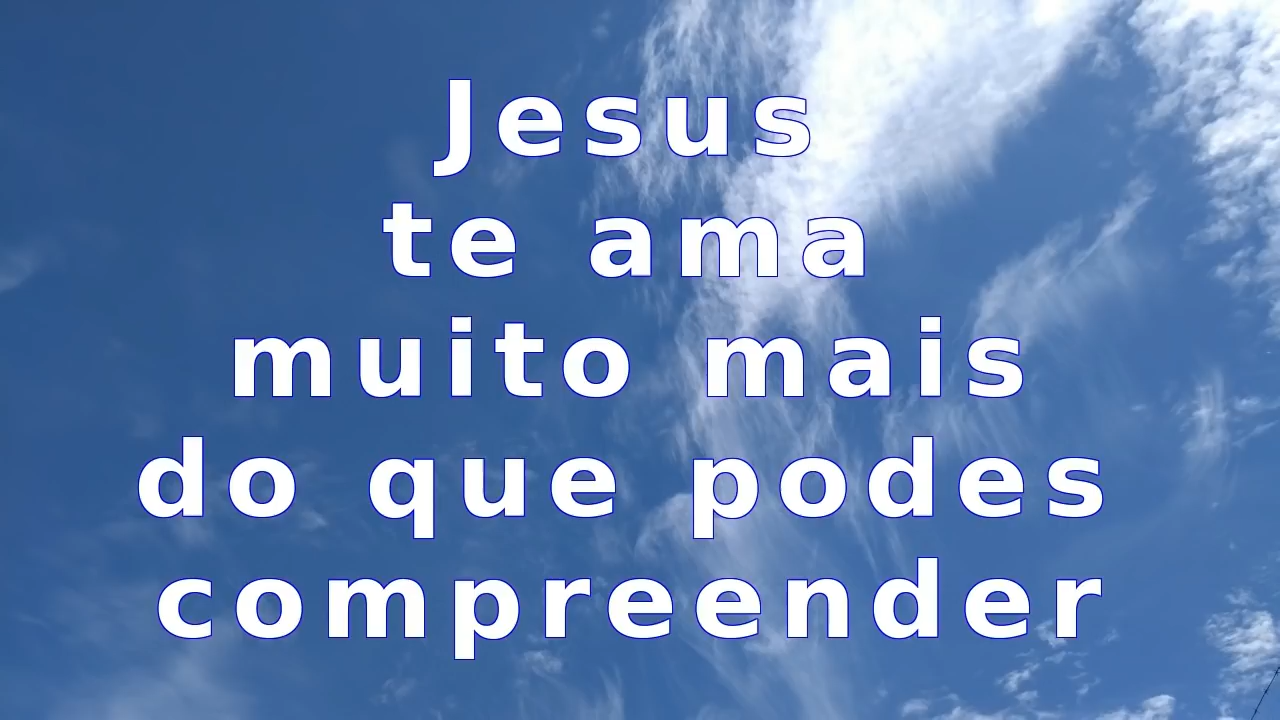 Jesus
te ama
muito mais
do que podes
compreender